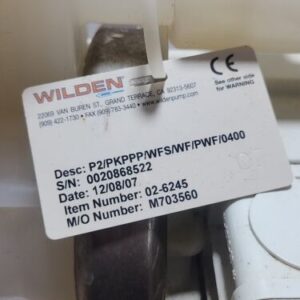 WILDEN
22069 VAN BUREN ST., GRAND TERRACE, CA 92313-5607
(909) 422-1730 • FAX (909) 783-3440 • www.wildenpump.com
CE
See other side
for WARNING
Desc: P2/PKPPP/WFS/WF/PWF/0400
S/N: 0020868522
Date: 12/08/07
Item Number: 02-6245
M/O Number: M703560